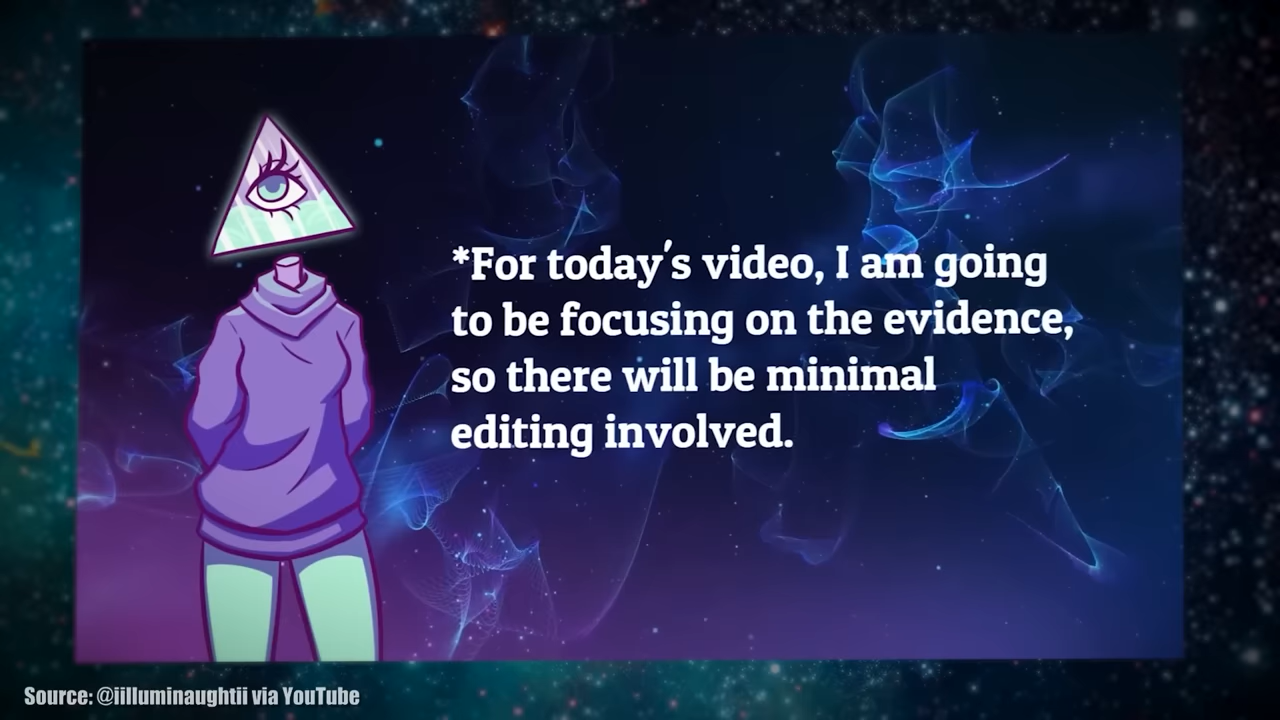 *For today's video, I am going
to be focusing on the evidence,
so there will be minimal
editing involved.
Source: @iilluminaughtii via YouTube